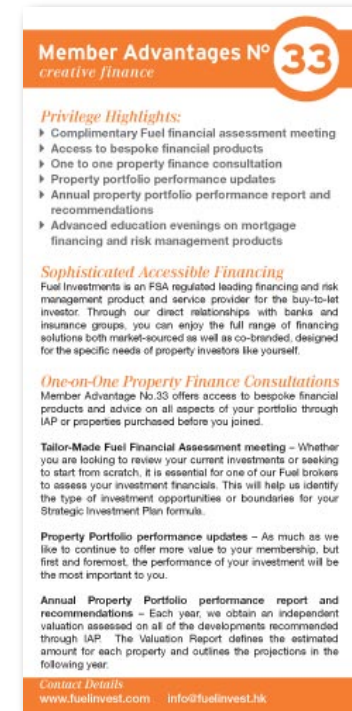 Member Advantages Nº 33
creative finance
Privilege Highlights:
Complimentary Fuel financial assessment meeting
Access to bespoke financial products
One to one property finance consultation
Property portfolio performance updates
Annual property portfolio performance report and
recommendations
Advanced education evenings on mortgage
financing and risk management products
Sophisticated Accessible Financing
Fuel Investments is an FSA regulated leading financing and risk
management product and service provider for the buy-to-let
investor. Through our direct relationships with banks and
insurance groups, you can enjoy the full range of financing
solutions both market-sourced as well as co-branded, designed
for the specific needs of property investors like yourself.
One-on-One Property Finance Consultations
Member Advantage No.33 offers access to bespoke financial
products and advice on all aspects of your portfolio through
IAP or properties purchased before you joined.
Tailor-Made Fuel Financial Assessment meeting – Whether
you are looking to review your current investments or seeking
to start from scratch, it is essential for one of our Fuel brokers
to assess your investment financials. This will help us identify
the type of investment opportunities or boundaries for your
Strategic Investment Plan formula.
Property Portfolio performance updates – As much as we
like to continue to offer more value to your membership, but
first and foremost, the performance of your investment will be
the most important to you.
Annual Property Portfolio performance report and
recommendations – Each year, we obtain an independent
valuation assessed on all of the developments recommended
through IAP. The Valuation Report defines the estimated
amount for each property and outlines the projections in the
following year.
Contact Details
www.fuelinvest.com info@fuelinvest.hk